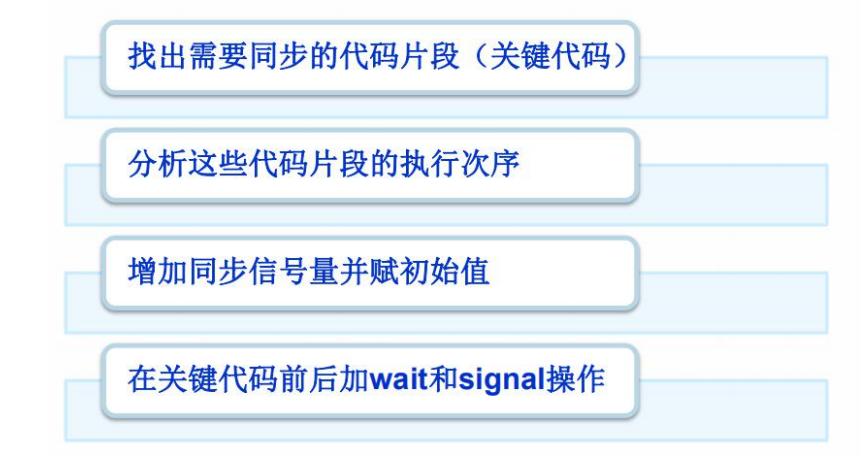 找出需要同步的代码片段（关键代码）
分析这些代码片段的执行次序
增加同步信号量并赋初始值
在关键代码前后加wait和signal操作